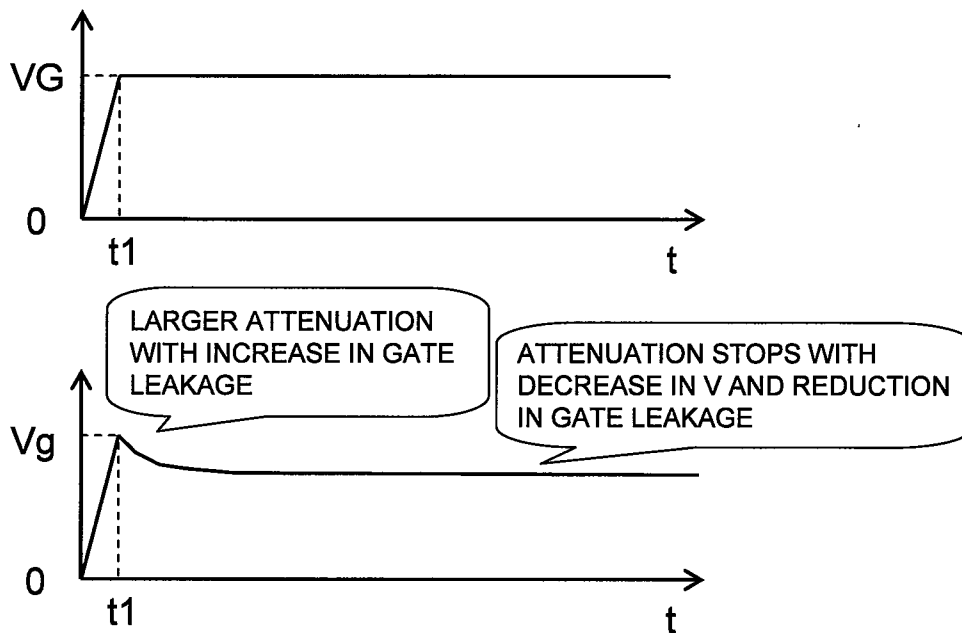 VG
0
t1
t
LARGER ATTENUATION
WITH INCREASE IN GATE
LEAKAGE
ATTENUATION STOPS WITH
DECREASE IN V AND REDUCTION
IN GATE LEAKAGE
Vg
0
t1
t